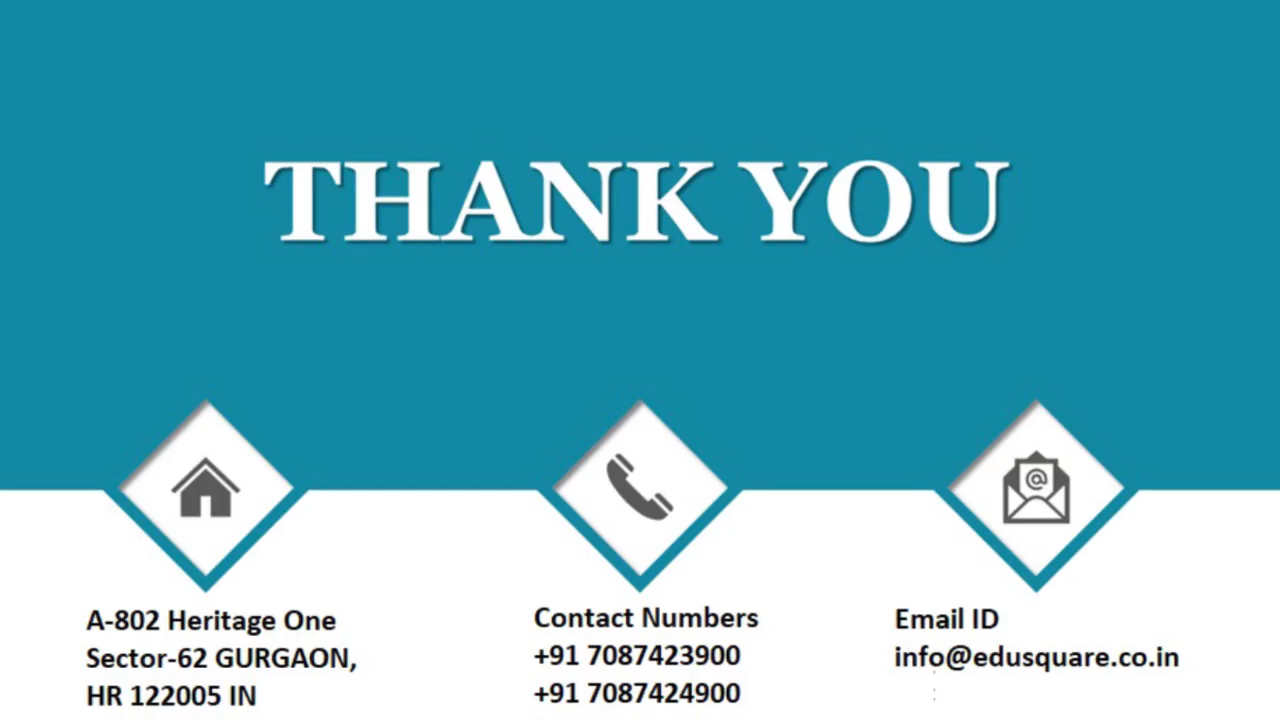 THANK YOU
A-802 Heritage One
Sector-62 GURGAON,
HR 122005 IN
Contact Numbers
+91 7087423900
+91 7087424900
Email ID
info@edusquare.co.in